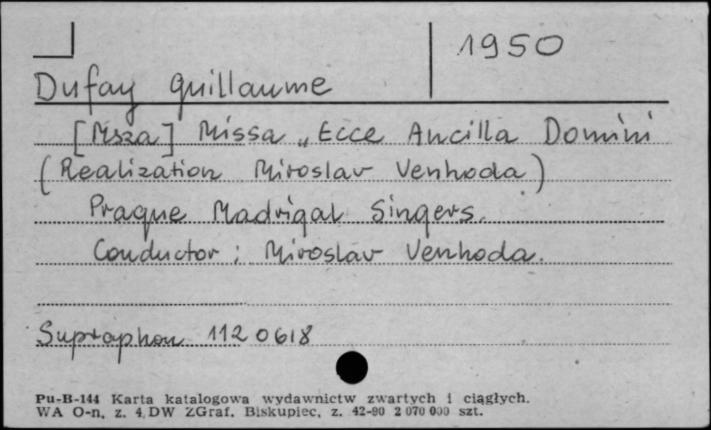 1950
Dufay Guillaume
[Msza] Missa „Ecce Ancilla Domini
(Realization Miroslav Venhoda)
Prague Madrigal Singers.
Conductor: Miroslav Venhoda.
Supraphon 112 0618
Pu-B-144 Karta katalogowa wydawnictw zwartych i ciągłych.
WA O-n, z. 4, DW ZGraf. Biskupiec, z. 42-90 2 070 000 szt.